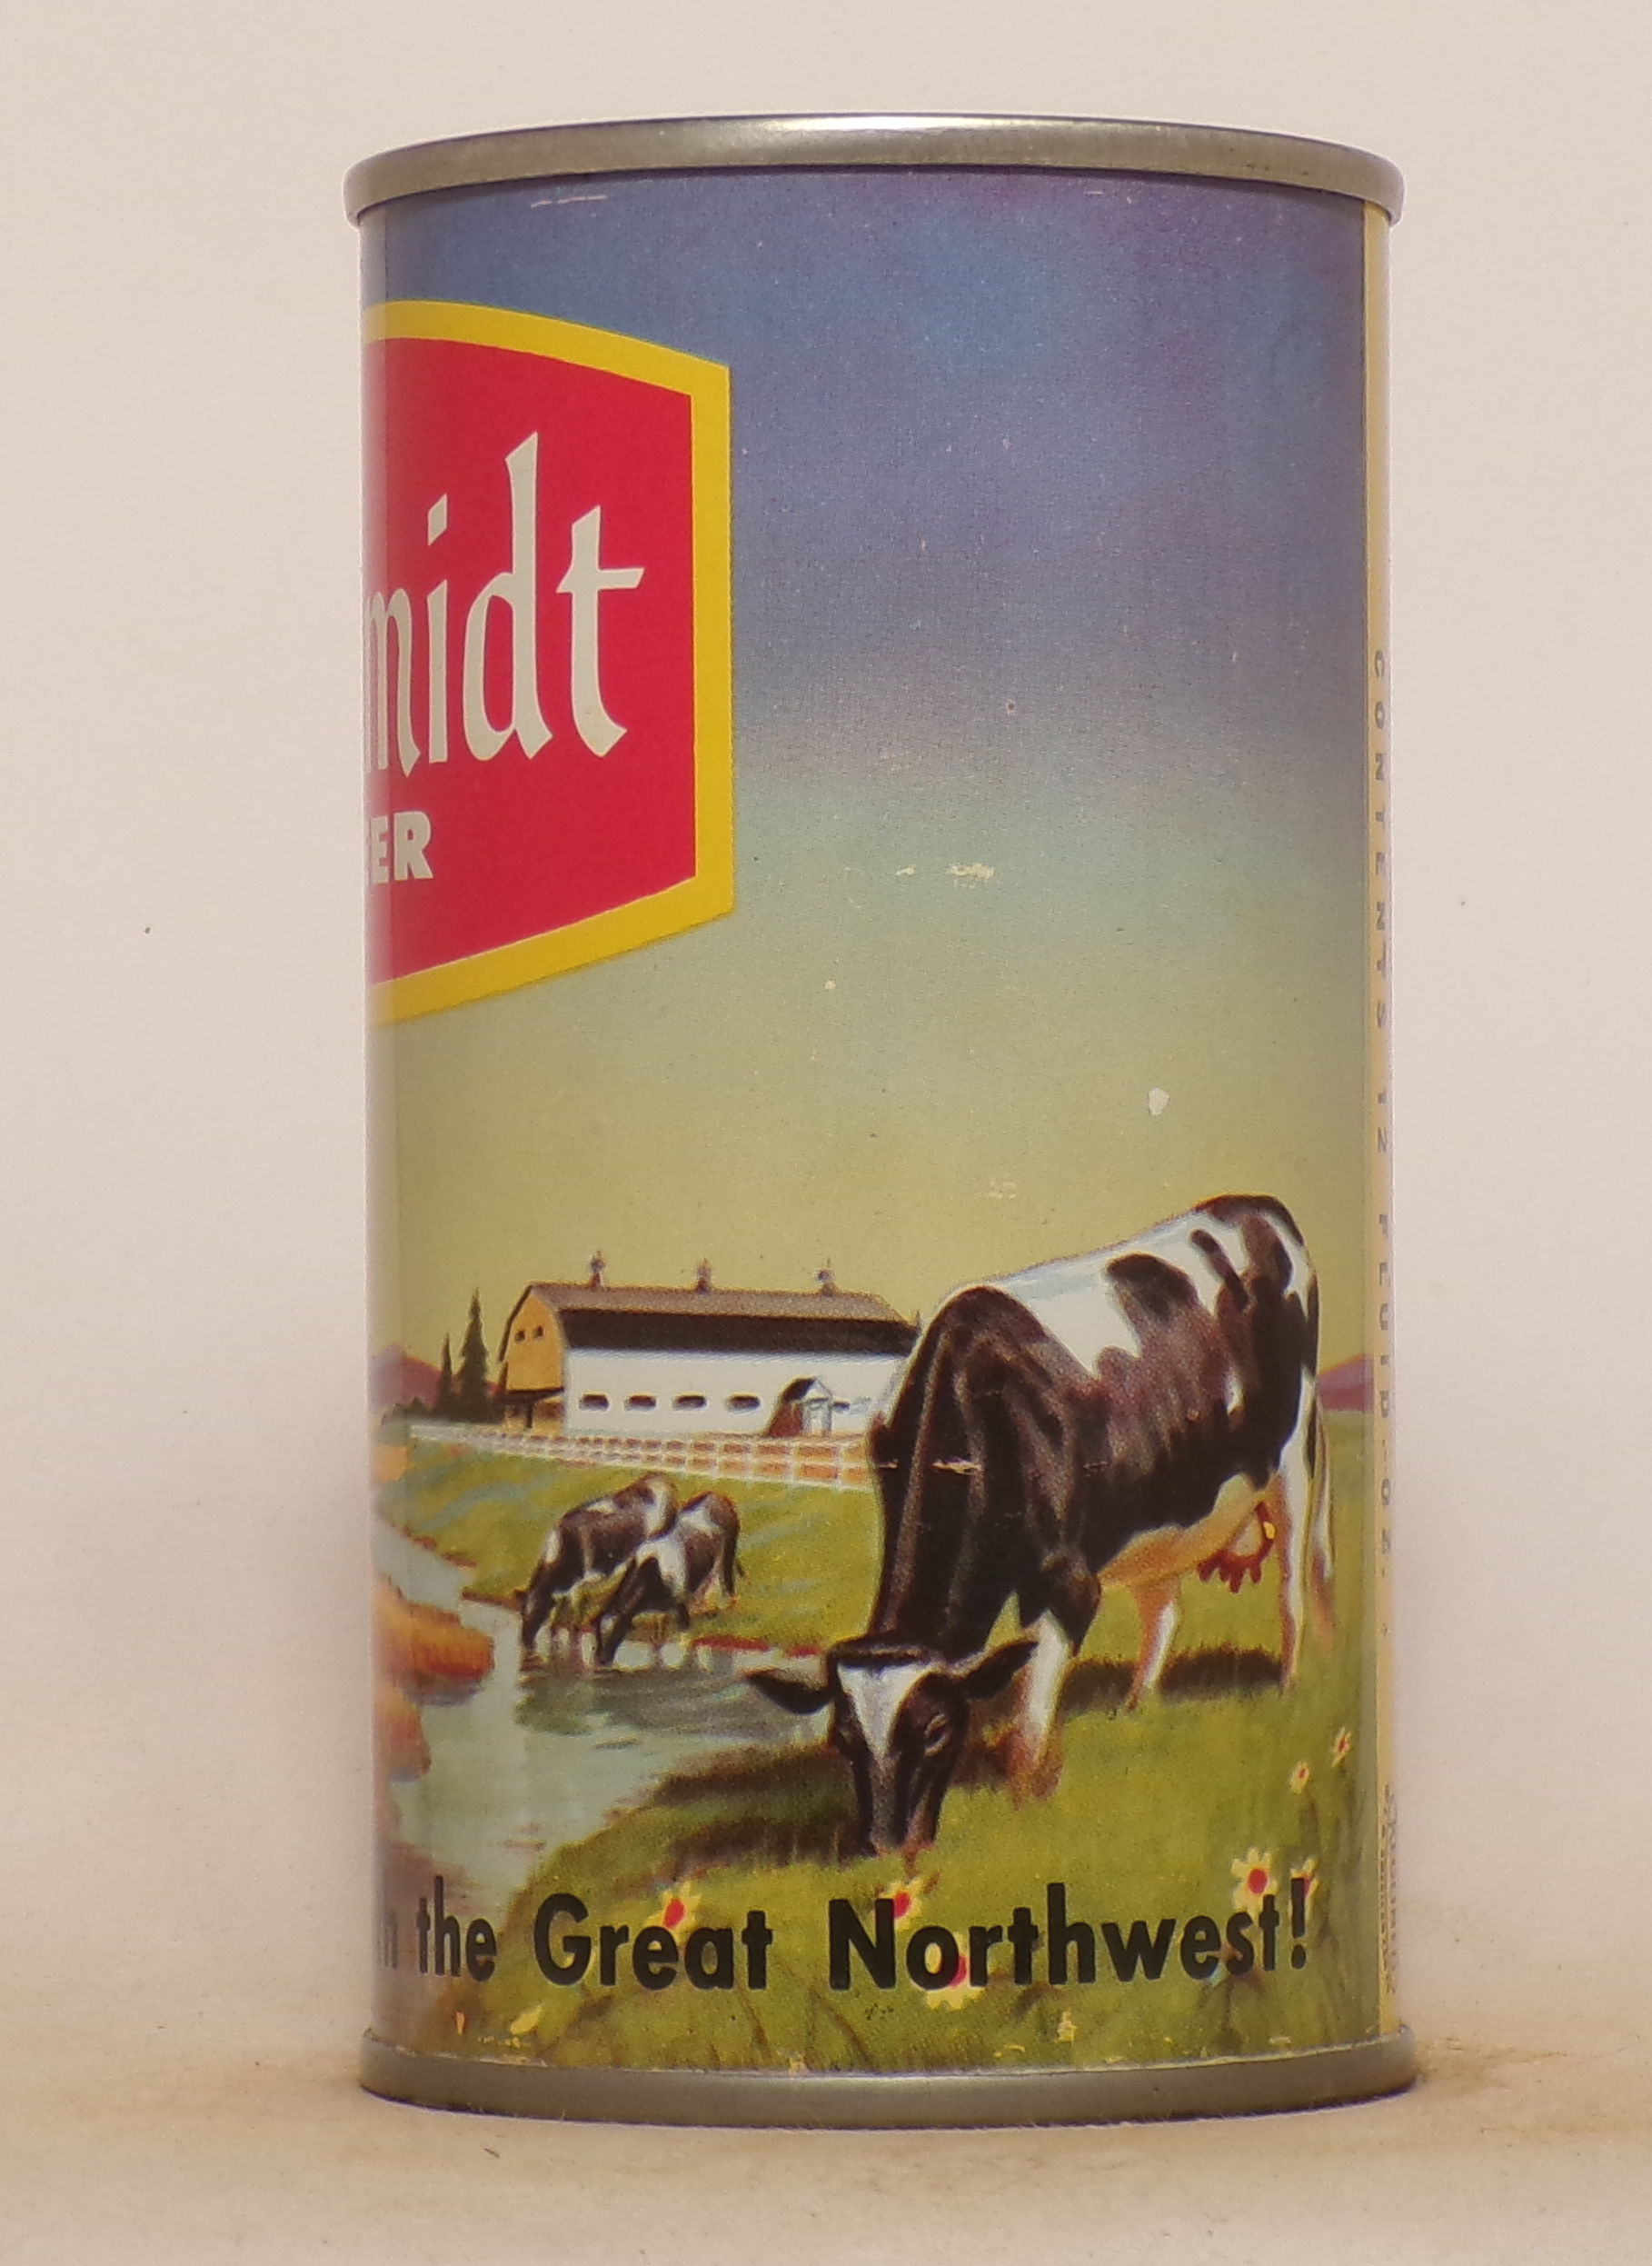 midt
ER
n the Great Northwest!
CONTENTS 12 FLUID OZ.